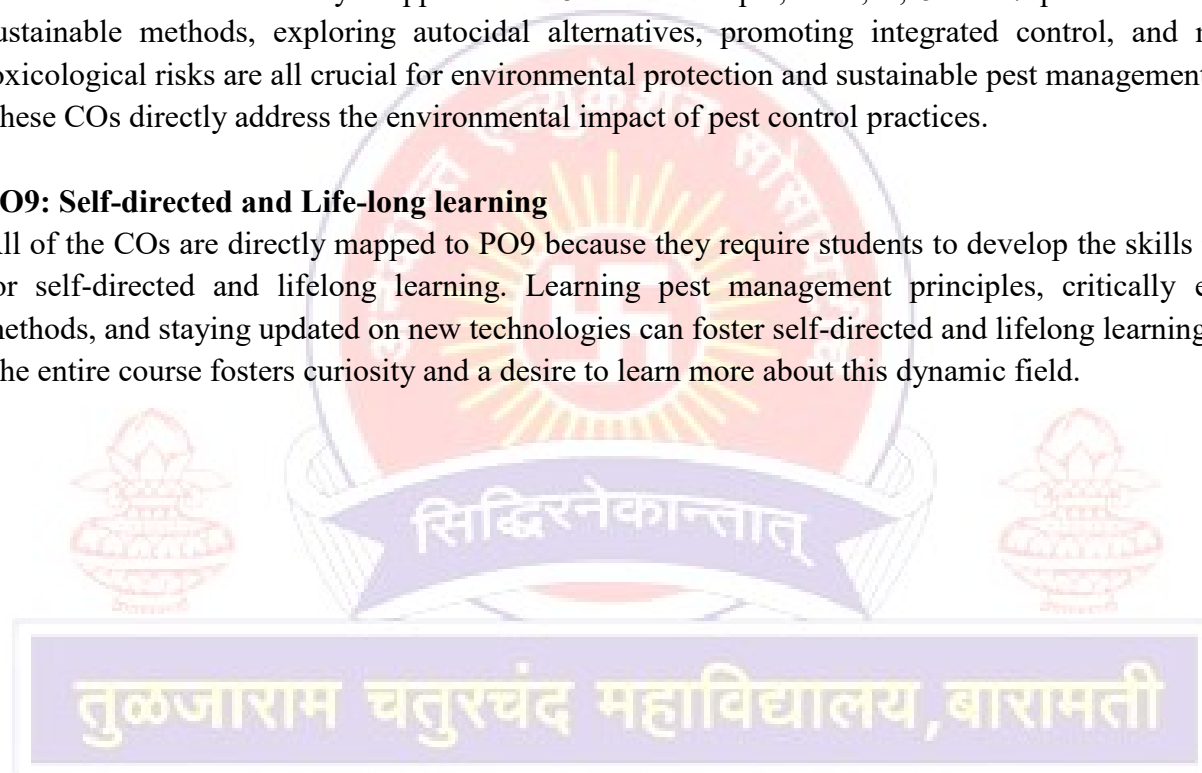 sustainable methods, exploring autocidal alternatives, promoting integrated control, and
toxicological risks are all crucial for environmental protection and sustainable pest management
These COs directly address the environmental impact of pest control practices.
PO9: Self-directed and Life-long learning
All of the COs are directly mapped to PO9 because they require students to develop the skills
for self-directed and lifelong learning. Learning pest management principles, critically
methods, and staying updated on new technologies can foster self-directed and lifelong learning
The entire course fosters curiosity and a desire to learn more about this dynamic field.
सिद्धिरनेकान्तात्
तुळजाराम चतुरचंद महाविद्यालय,बारामती